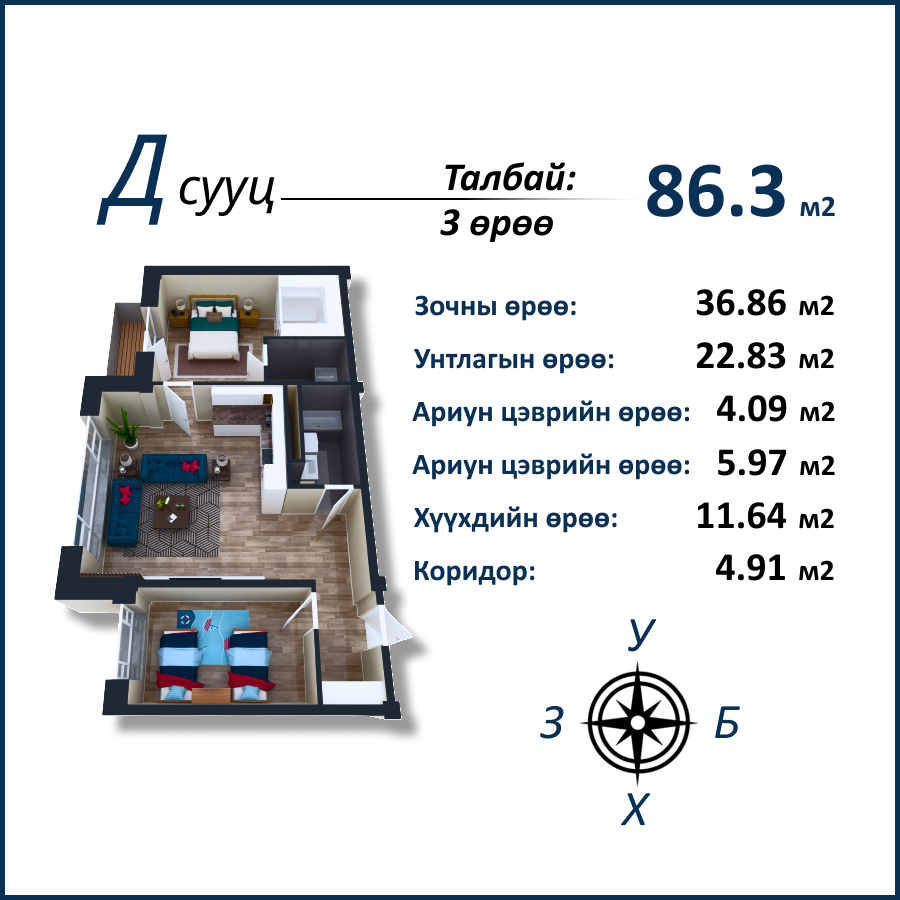 Д сууц
Талбай:
3 өрөө
86.3 м2
Зочны өрөө: 36.86 м2
Унтлагын өрөө: 22.83 м2
Ариун цэврийн өрөө: 4.09 м2
Ариун цэврийн өрөө: 5.97 м2
Хүүхдийн өрөө: 11.64 м2
Коридор: 4.91 м2
У
З Б
Х